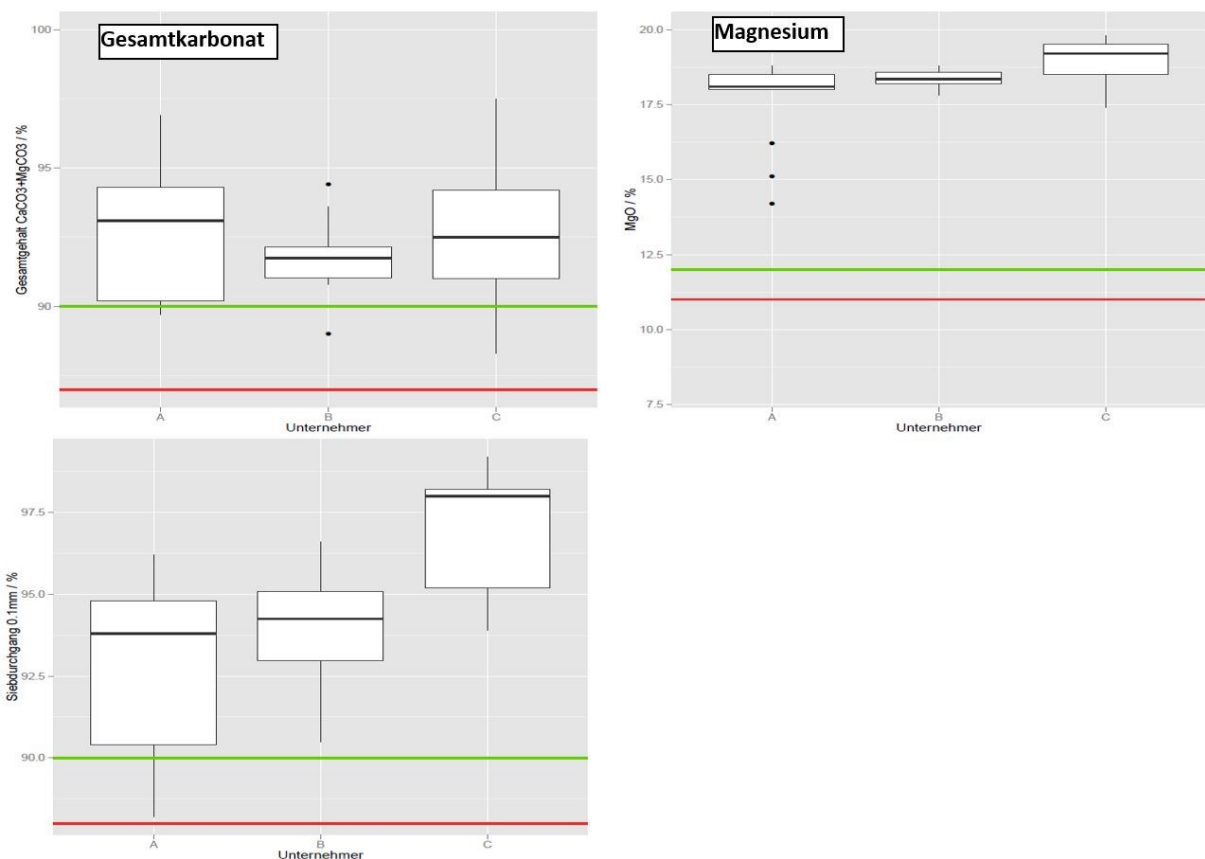 Gesamtkarbonat
Gesamtgehalt CaCO3+MgCO3 / %
100
95
90
A
B
C
Unternehmer
Magnesium
MgO / %
20.0
17.5
15.0
12.5
10.0
7.5
A
B
C
Unternehmer
Siebdurchgang 0.1mm / %
97.5
95.0
92.5
90.0
A
B
C
Unternehmer